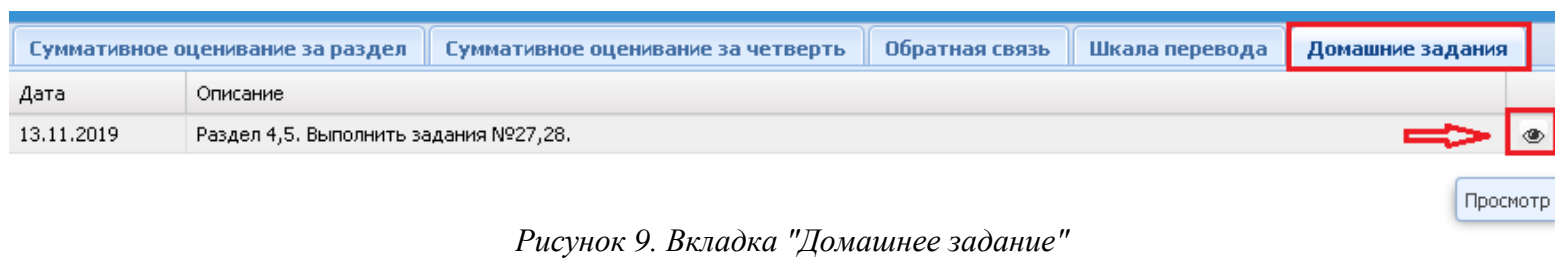 Суммативное оценивание за раздел Суммативное оценивание за четверть Обратная связь Шкала перевода Домашние задания
Дата Описание
13.11.2019 Раздел 4,5. Выполнить задания №27,28.
Просмотр
Рисунок 9. Вкладка "Домашнее задание"